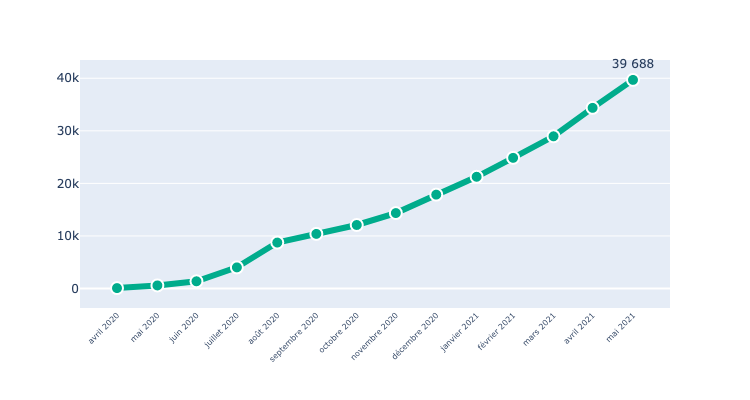 39 688
40k
30k
20k
10k
0
avril 2020
mai 2020
juin 2020
juillet 2020
août 2020
septembre 2020
octobre 2020
novembre 2020
décembre 2020
janvier 2021
février 2021
mars 2021
avril 2021
mai 2021